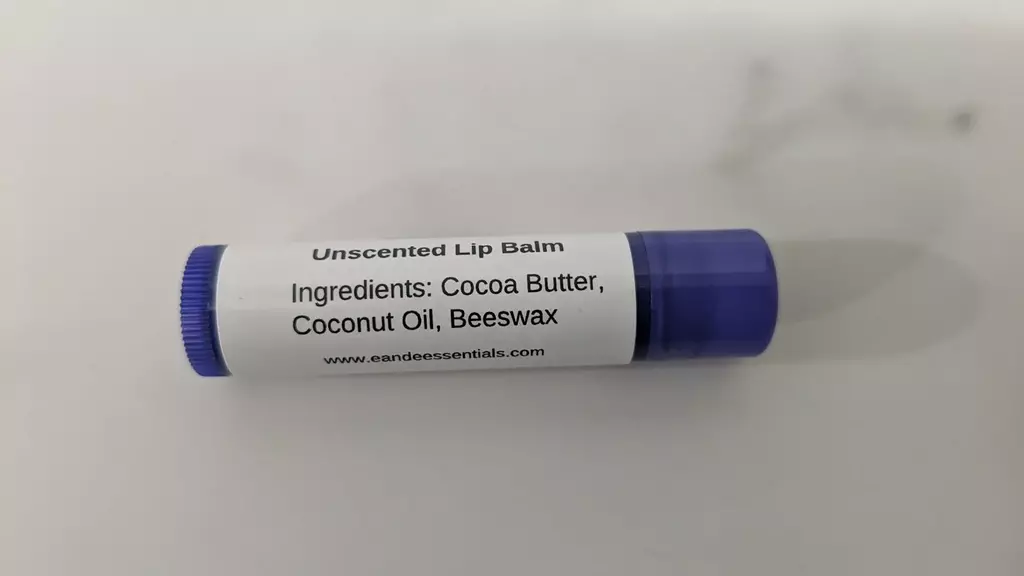 Unscented Lip Balm
Ingredients: Cocoa Butter,
Coconut Oil, Beeswax
www.eandeessentials.com